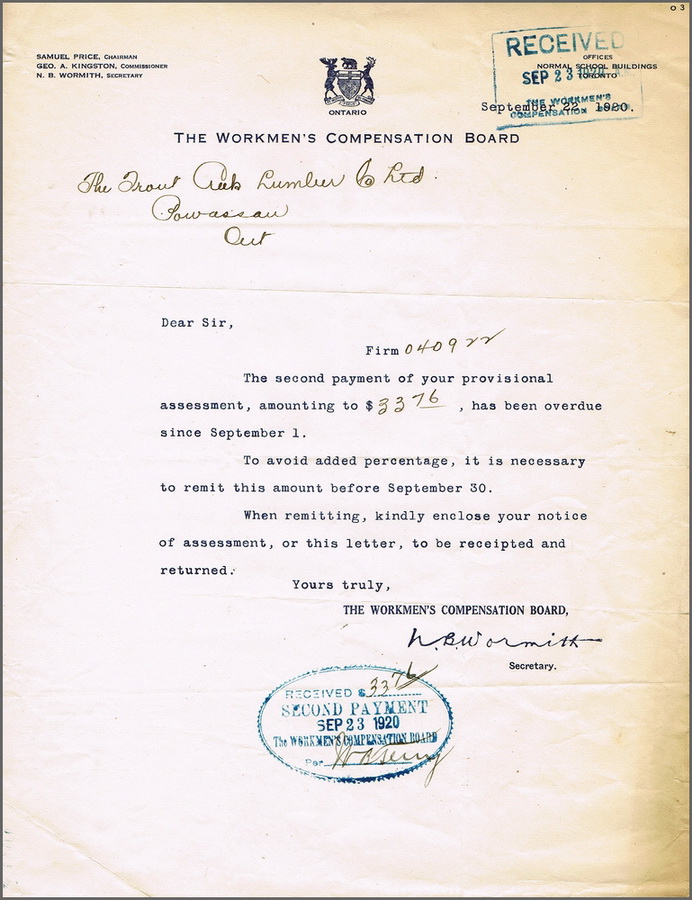 O 3
SAMUEL PRICE, CHAIRMAN
GEO. A. KINGSTON, COMMISSIONER
N. B. WORMITH, SECRETARY
ONTARIO
OFFICES
NORMAL SCHOOL BUILDINGS
TORONTO
RECEIVED
SEP 23 1920
THE WORKMEN'S
COMPENSATION
September 22, 1920.
THE WORKMEN'S COMPENSATION BOARD
The Trout Creek Lumber Co Ltd.
Powassan
Ont
Dear Sir,
Firm 040922
The second payment of your provisional
assessment, amounting to $ 33 76 , has been overdue
since September 1.
To avoid added percentage, it is necessary
to remit this amount before September 30.
When remitting, kindly enclose your notice
of assessment, or this letter, to be receipted and
returned.
Yours truly,
THE WORKMEN'S COMPENSATION BOARD,
N. B. Wormith
Secretary.
RECEIVED $ 33 76
SECOND PAYMENT
SEP 23 1920
The WORKMEN'S COMPENSATION BOARD
Per